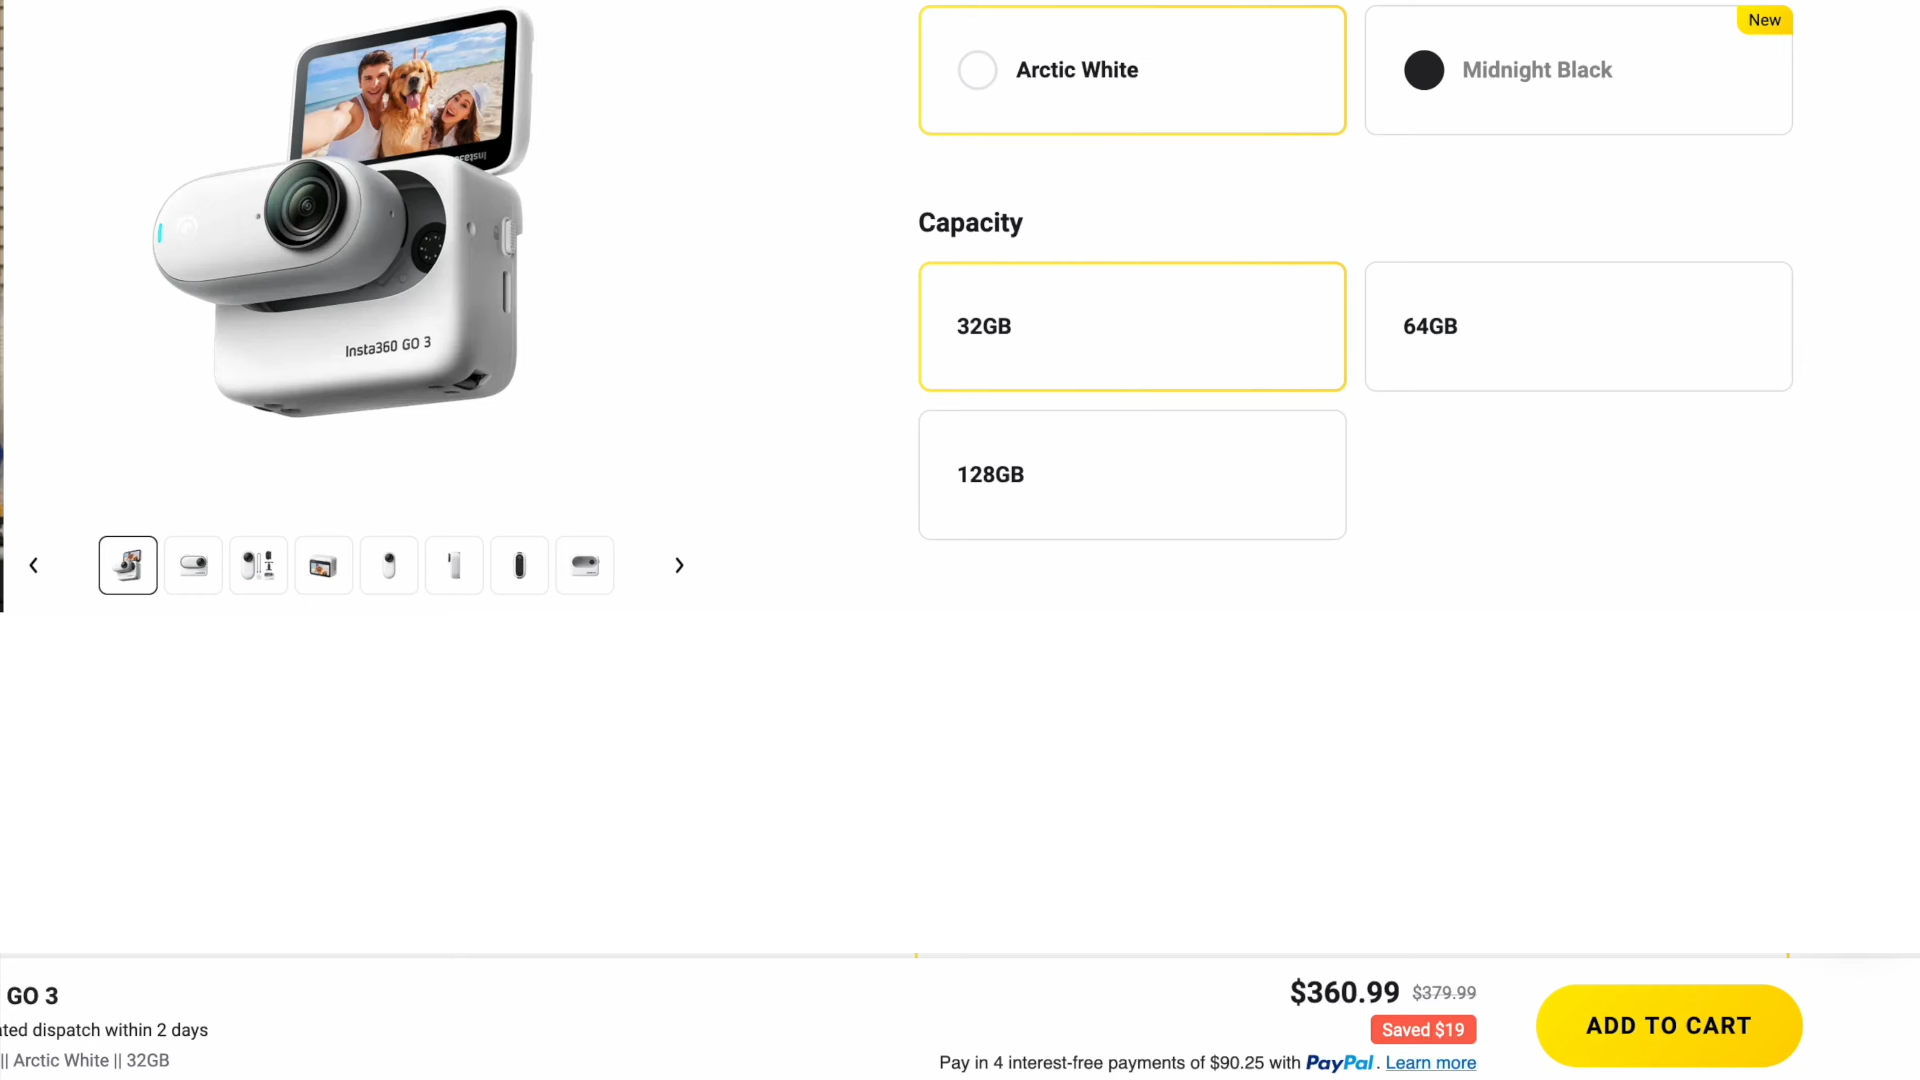 New
Arctic White
Midnight Black
Insta360 GO 3
Capacity
32GB
64GB
128GB
GO 3
ated dispatch within 2 days
|| Arctic White || 32GB
$360.99 $379.99
Saved $19
Pay in 4 interest-free payments of $90.25 with PayPal. Learn more
ADD TO CART